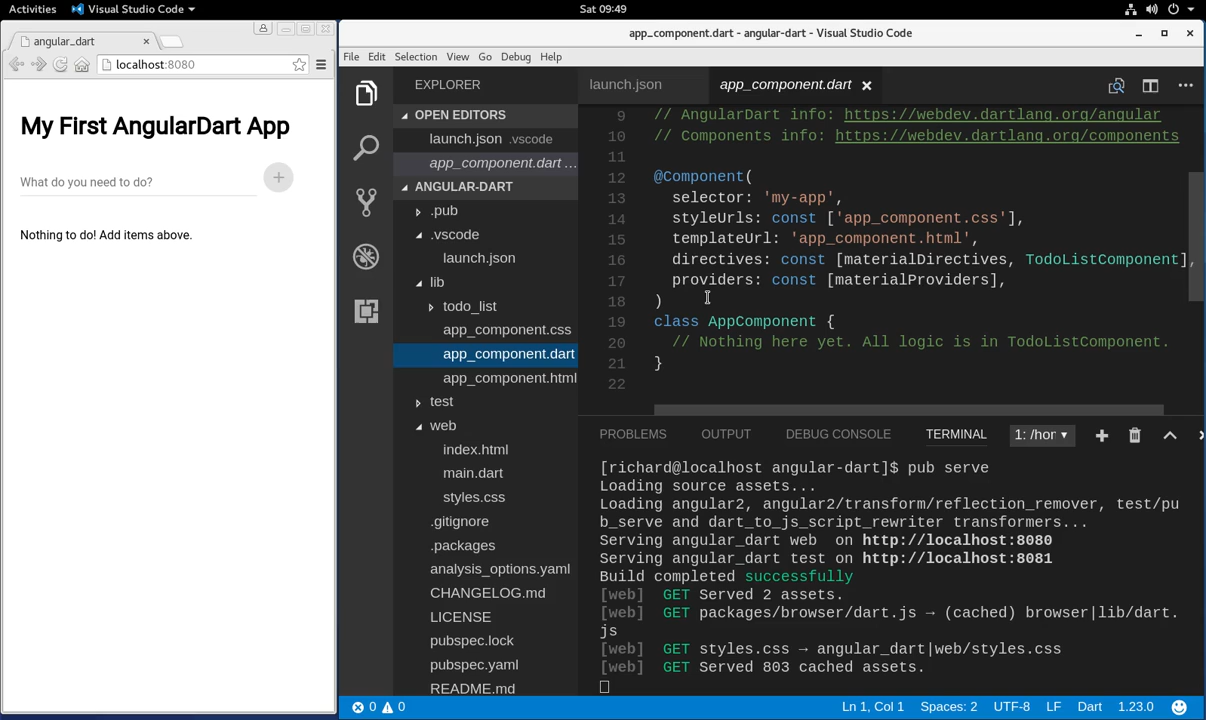 Activities Visual Studio Code Sat 09:49
angular_dart
localhost:8080
My First AngularDart App
What do you need to do?
Nothing to do! Add items above.
app_component.dart - angular-dart - Visual Studio Code
File Edit Selection View Go Debug Help
EXPLORER
OPEN EDITORS
launch.json .vscode
app_component.dart ...
ANGULAR-DART
.pub
.vscode
launch.json
lib
todo_list
app_component.css
app_component.dart
app_component.html
test
web
index.html
main.dart
styles.css
.gitignore
.packages
analysis_options.yaml
CHANGELOG.md
LICENSE
pubspec.lock
pubspec.yaml
README.md
launch.json app_component.dart
9 // AngularDart info: https://webdev.dartlang.org/angular
10 // Components info: https://webdev.dartlang.org/components
11
12 @Component(
13 selector: 'my-app',
14 styleUrls: const ['app_component.css'],
15 templateUrl: 'app_component.html',
16 directives: const [materialDirectives, TodoListComponent],
17 providers: const [materialProviders],
18 )
19 class AppComponent {
20 // Nothing here yet. All logic is in TodoListComponent.
21 }
22
PROBLEMS OUTPUT DEBUG CONSOLE TERMINAL 1: /hor
[richard@localhost angular-dart]$ pub serve
Loading source assets...
Loading angular2, angular2/transform/reflection_remover, test/pu
b_serve and dart_to_js_script_rewriter transformers...
Serving angular_dart web on http://localhost:8080
Serving angular_dart test on http://localhost:8081
Build completed successfully
[web] GET Served 2 assets.
[web] GET packages/browser/dart.js → (cached) browser|lib/dart.
js
[web] GET styles.css → angular_dart|web/styles.css
[web] GET Served 803 cached assets.
0 0 Ln 1, Col 1 Spaces: 2 UTF-8 LF Dart 1.23.0